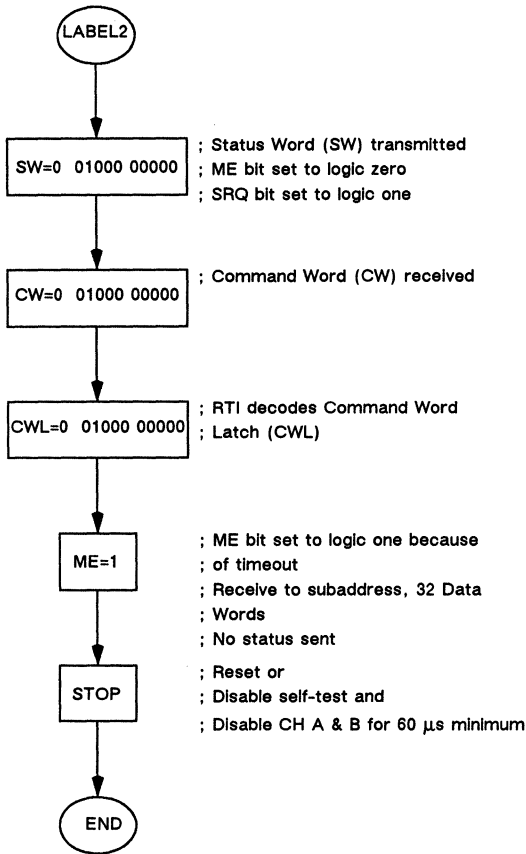 LABEL2
SW=0 01000 00000
; Status Word (SW) transmitted
; ME bit set to logic zero
; SRQ bit set to logic one
CW=0 01000 00000
; Command Word (CW) received
CWL=0 01000 00000
; RTI decodes Command Word
; Latch (CWL)
ME=1
; ME bit set to logic one because
; of timeout
; Receive to subaddress, 32 Data
; Words
; No status sent
STOP
; Reset or
; Disable self-test and
; Disable CH A & B for 60 μs minimum
END